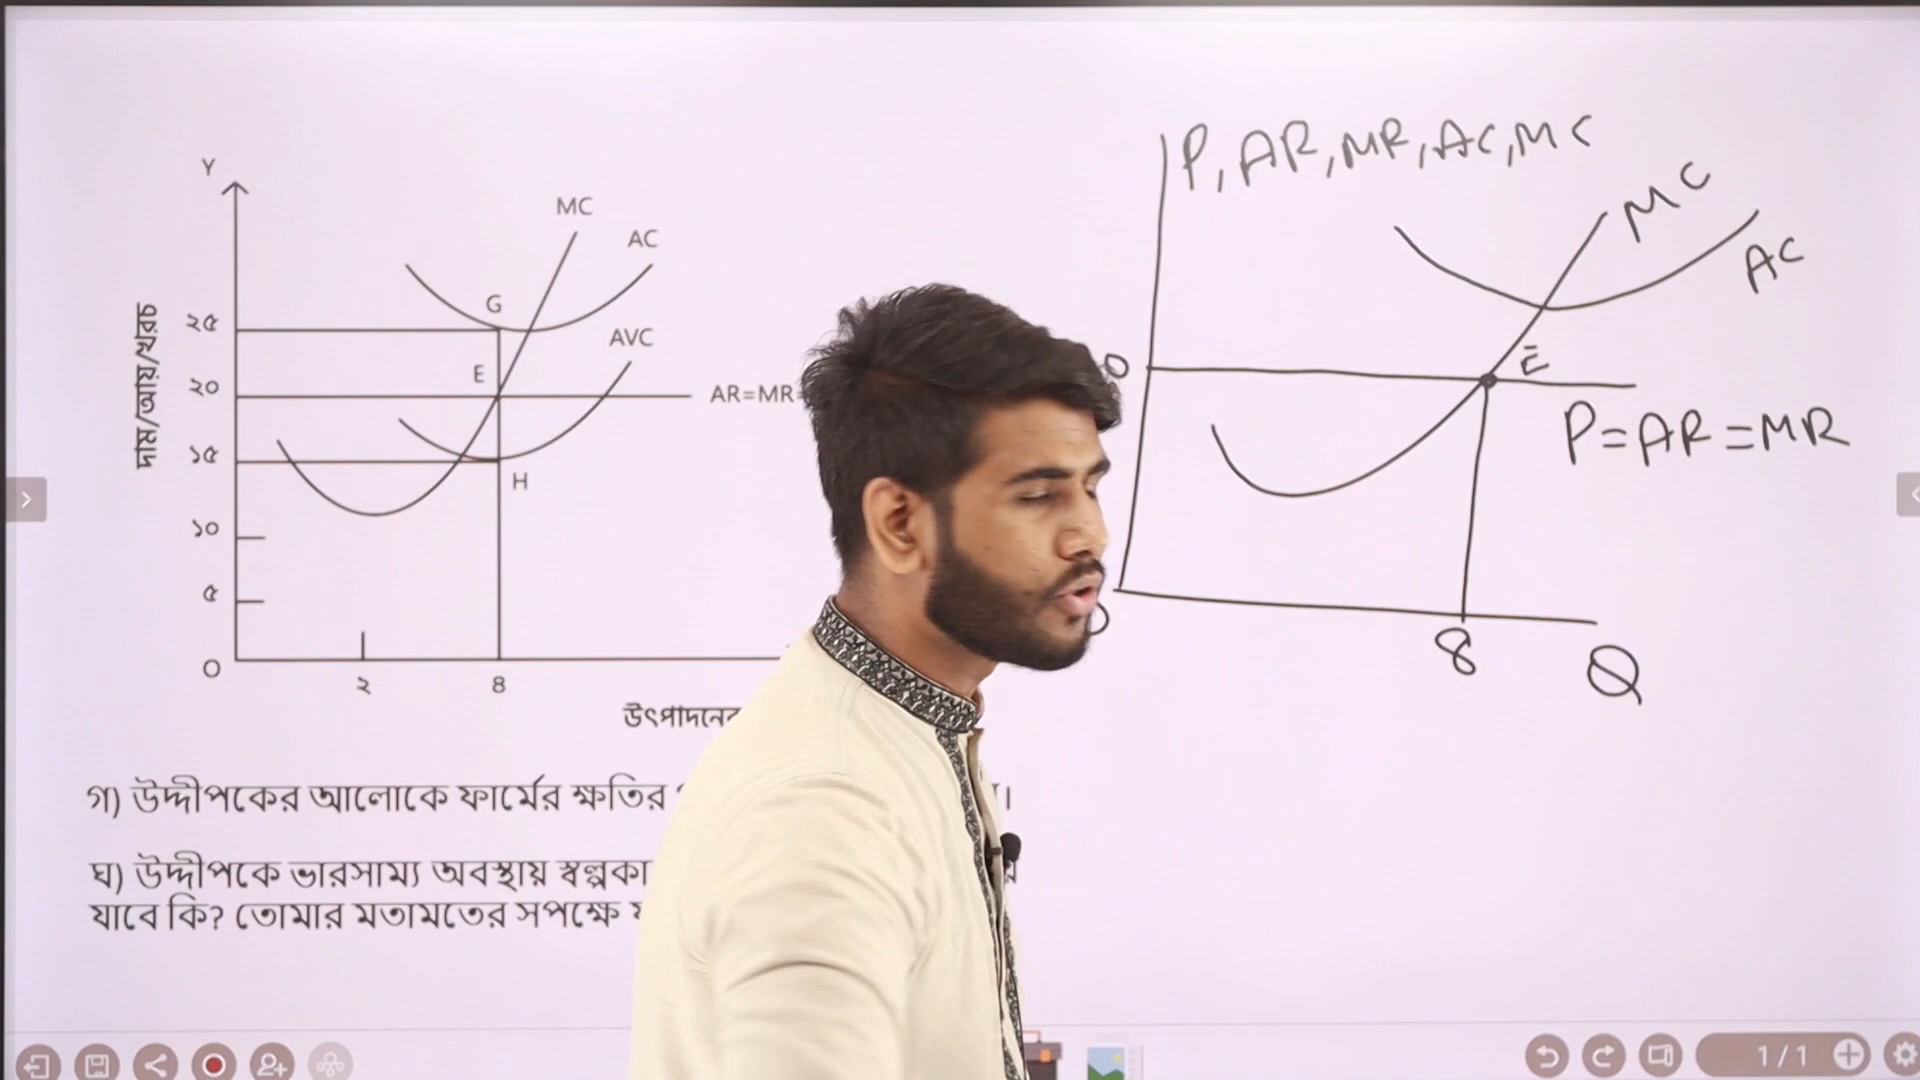 Y
MC
AC
G
২৫
AVC
E
২০
AR=MR=
১৫
H
১০
৫
O
২
৪
দাম/আয়/খরচ
উৎপাদনের
গ) উদ্দীপকের আলোকে ফার্মের ক্ষতির
ঘ) উদ্দীপকে ভারসাম্য অবস্থায় স্বল্পকা
যাবে কি? তোমার মতামতের সপক্ষে
P, AR, MR, AC, MC
MC
AC
E
P=AR=MR
8
Q
1/1